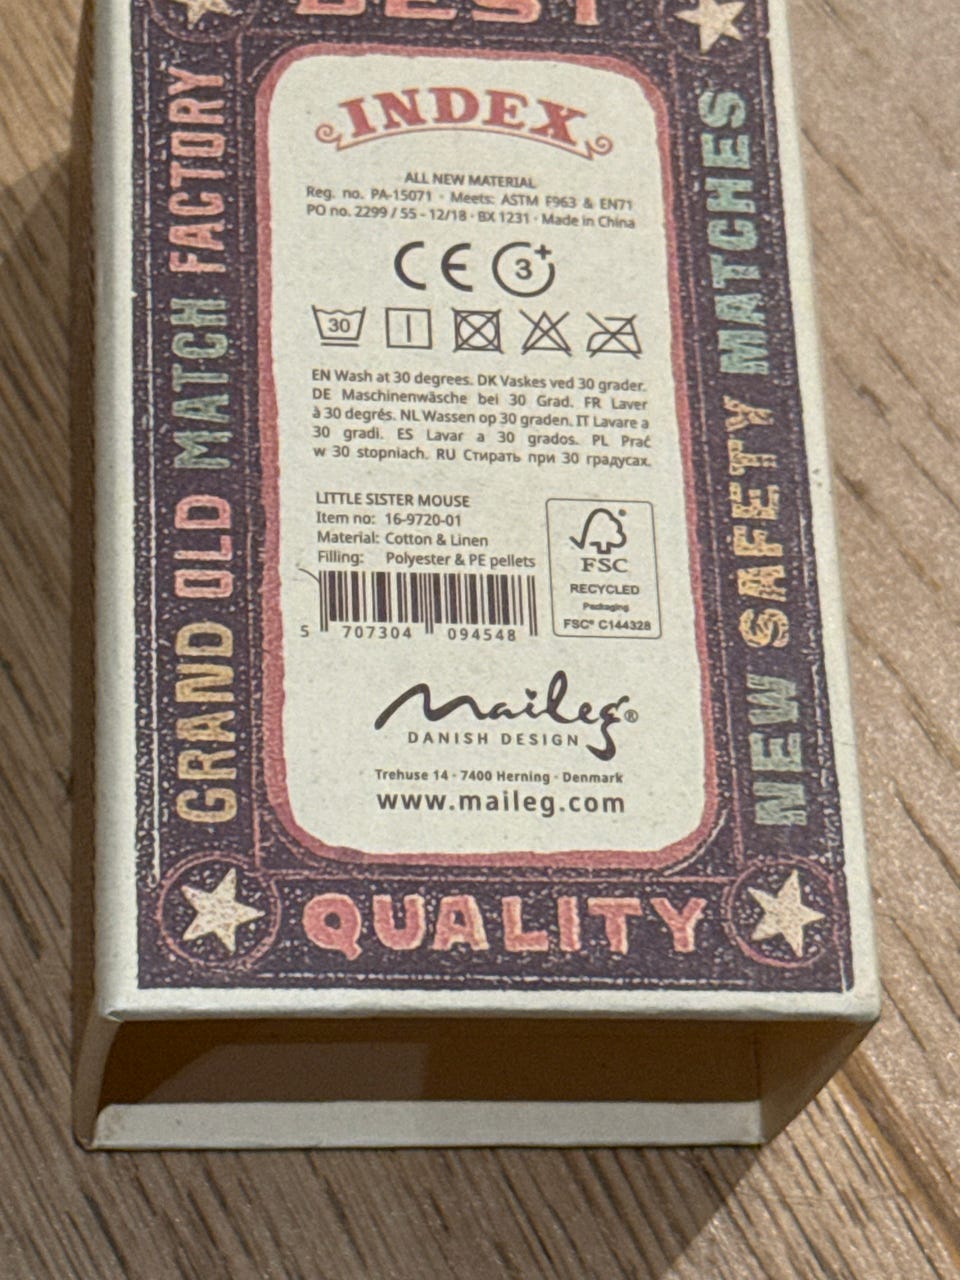 BEST
GRAND OLD MATCH FACTORY
NEW SAFETY MATCHES
INDEX
ALL NEW MATERIAL
Reg. no. PA-15071 · Meets: ASTM F963 & EN71
PO no. 2299 / 55 - 12/18 · BX 1231 · Made in China
CE 3+
30
EN Wash at 30 degrees. DK Vaskes ved 30 grader.
DE Maschinenwäsche bei 30 Grad. FR Laver
à 30 degrés. NL Wassen op 30 graden. IT Lavare a
30 gradi. ES Lavar a 30 grados. PL Prać
w 30 stopniach. RU Стирать при 30 градусах.
LITTLE SISTER MOUSE
Item no: 16-9720-01
Material: Cotton & Linen
Filling: Polyester & PE pellets
5 707304 094548
FSC
RECYCLED
Packaging
FSC® C144328
Maileg®
DANISH DESIGN
Trehuse 14 · 7400 Herning · Denmark
www.maileg.com
QUALITY